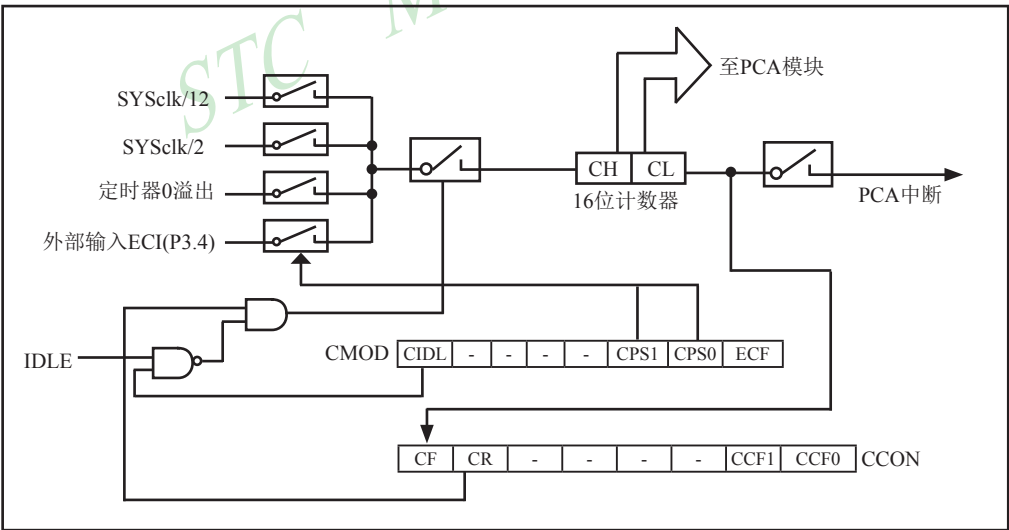 STC M
至PCA模块
SYSclk/12
SYSclk/2
定时器0溢出
外部输入ECI(P3.4)
CH CL
16位计数器
PCA中断
IDLE
CMOD CIDL - - - - CPS1 CPS0 ECF
CF CR - - - - CCF1 CCF0 CCON